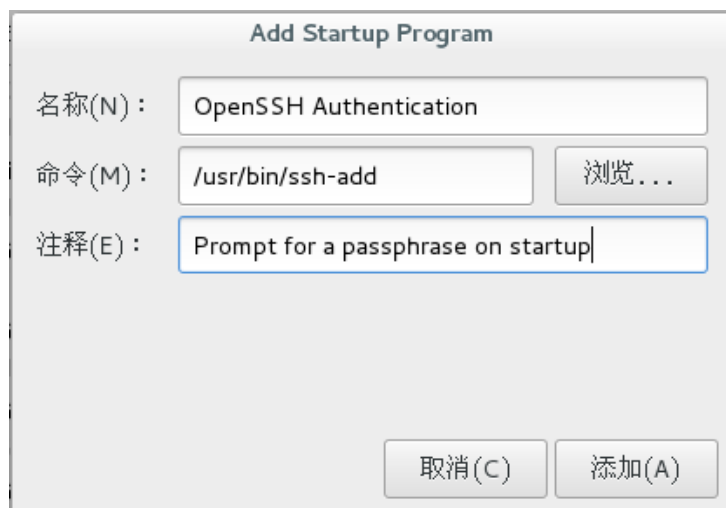 Add Startup Program
名称(N)： OpenSSH Authentication
命令(M)： /usr/bin/ssh-add 浏览...
注释(E)： Prompt for a passphrase on startup
取消(C) 添加(A)